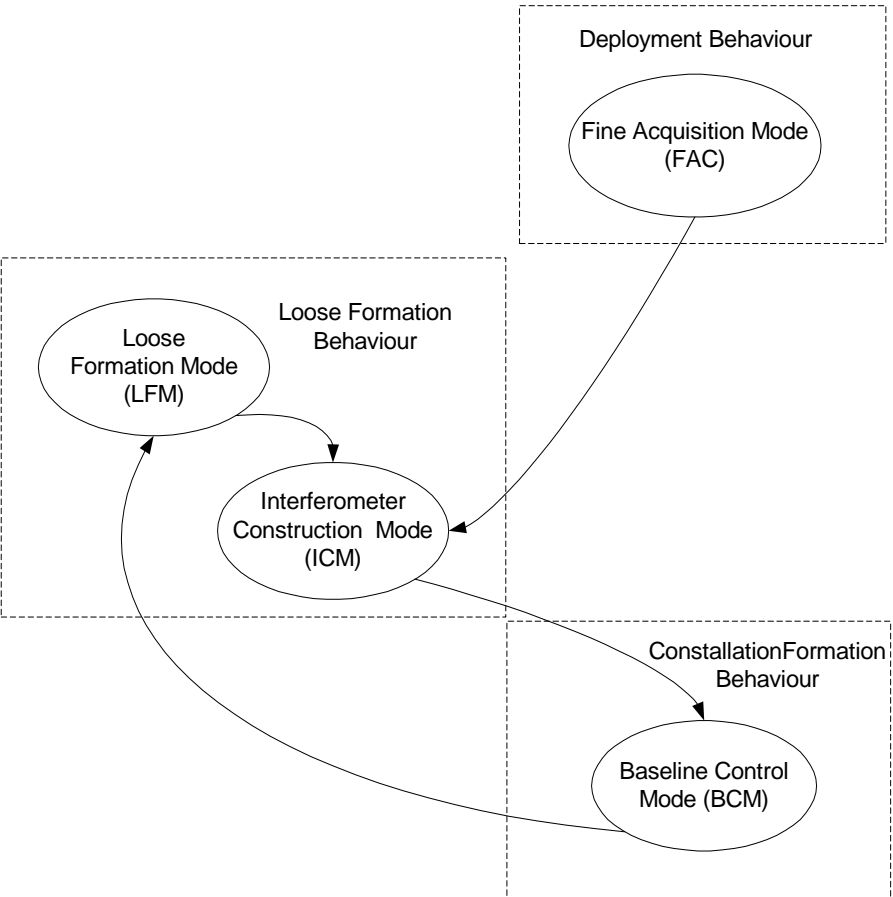 Deployment Behaviour
Fine Acquisition Mode
(FAC)
Loose Formation
Behaviour
Loose
Formation Mode
(LFM)
Interferometer
Construction Mode
(ICM)
ConstallationFormation
Behaviour
Baseline Control
Mode (BCM)